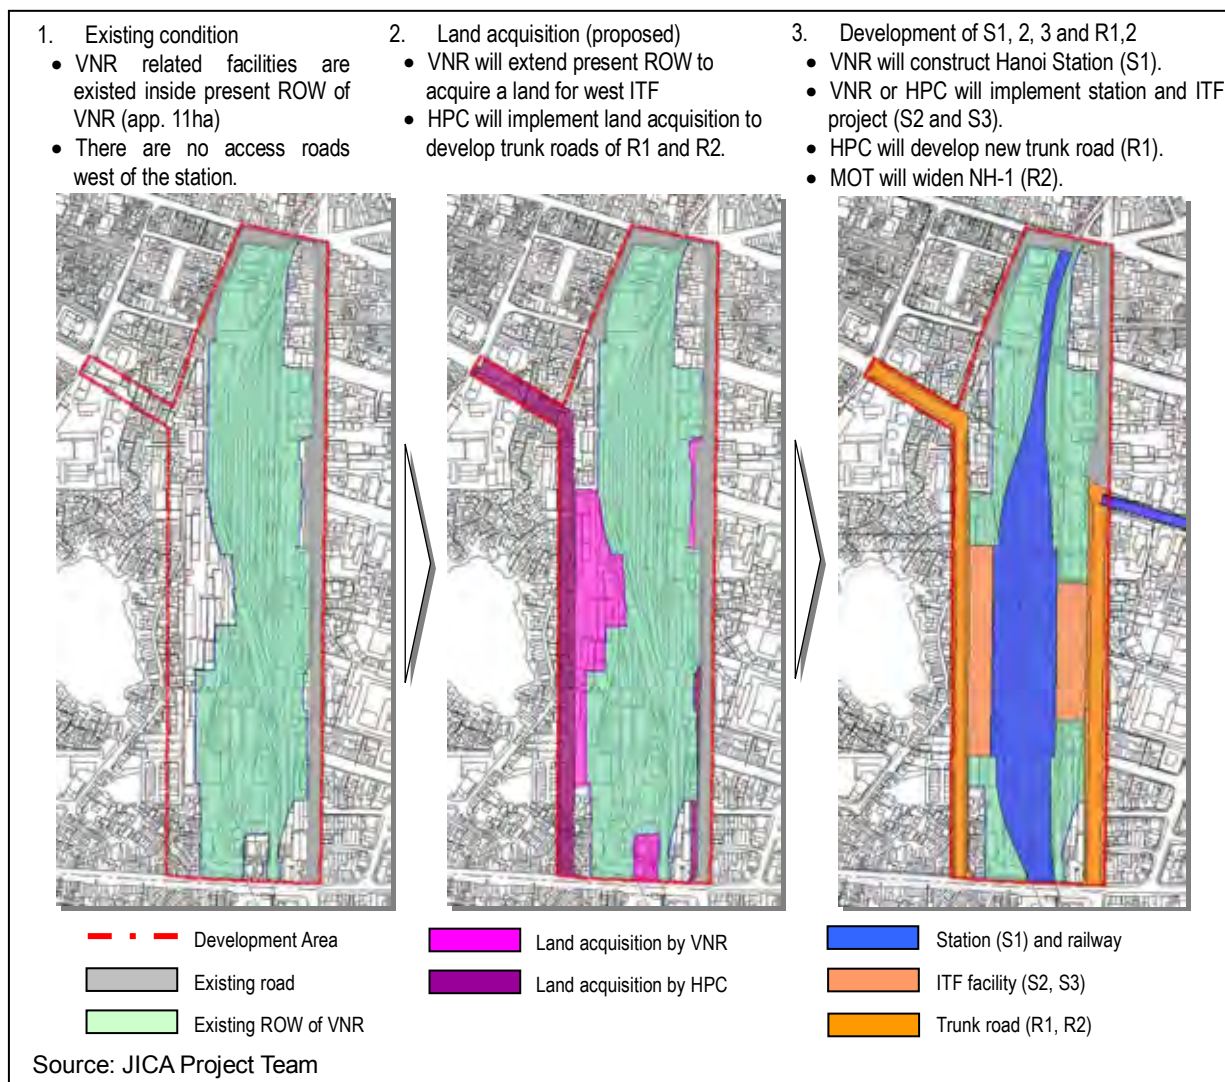 1. Existing condition
• VNR related facilities are
existed inside present ROW of
VNR (app. 11ha)
• There are no access roads
west of the station.
2. Land acquisition (proposed)
• VNR will extend present ROW to
acquire a land for west ITF
• HPC will implement land acquisition to
develop trunk roads of R1 and R2.
3. Development of S1, 2, 3 and R1,2
• VNR will construct Hanoi Station (S1).
• VNR or HPC will implement station and ITF
project (S2 and S3).
• HPC will develop new trunk road (R1).
• MOT will widen NH-1 (R2).
Development Area
Existing road
Existing ROW of VNR
Land acquisition by VNR
Land acquisition by HPC
Station (S1) and railway
ITF facility (S2, S3)
Trunk road (R1, R2)
Source: JICA Project Team